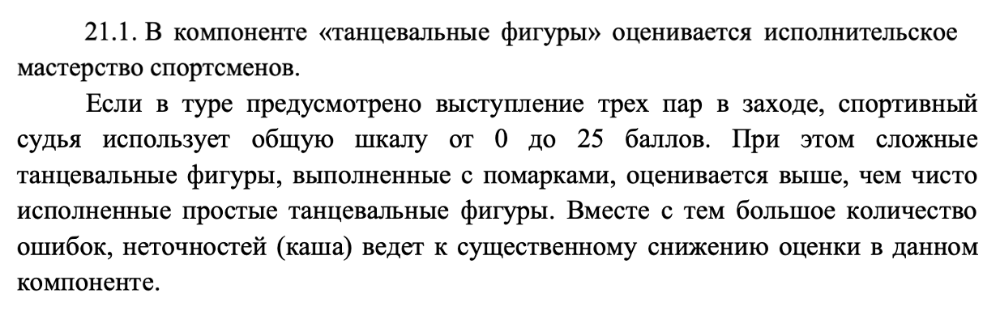 21.1. В компоненте «танцевальные фигуры» оценивается исполнительское
мастерство спортсменов.
Если в туре предусмотрено выступление трех пар в заходе, спортивный
судья использует общую шкалу от 0 до 25 баллов. При этом сложные
танцевальные фигуры, выполненные с помарками, оценивается выше, чем чисто
исполненные простые танцевальные фигуры. Вместе с тем большое количество
ошибок, неточностей (каша) ведет к существенному снижению оценки в данном
компоненте.